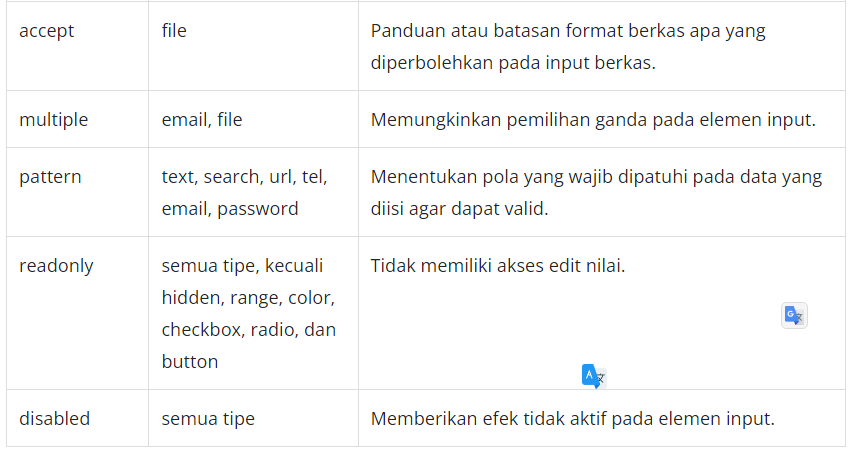 accept file Panduan atau batasan format berkas apa yang
diperbolehkan pada input berkas.
multiple email, file Memungkinkan pemilihan ganda pada elemen input.
pattern text, search, url, tel, Menentukan pola yang wajib dipatuhi pada data yang
email, password diisi agar dapat valid.
readonly semua tipe, kecuali Tidak memiliki akses edit nilai.
hidden, range, color,
checkbox, radio, dan
button
disabled semua tipe Memberikan efek tidak aktif pada elemen input.